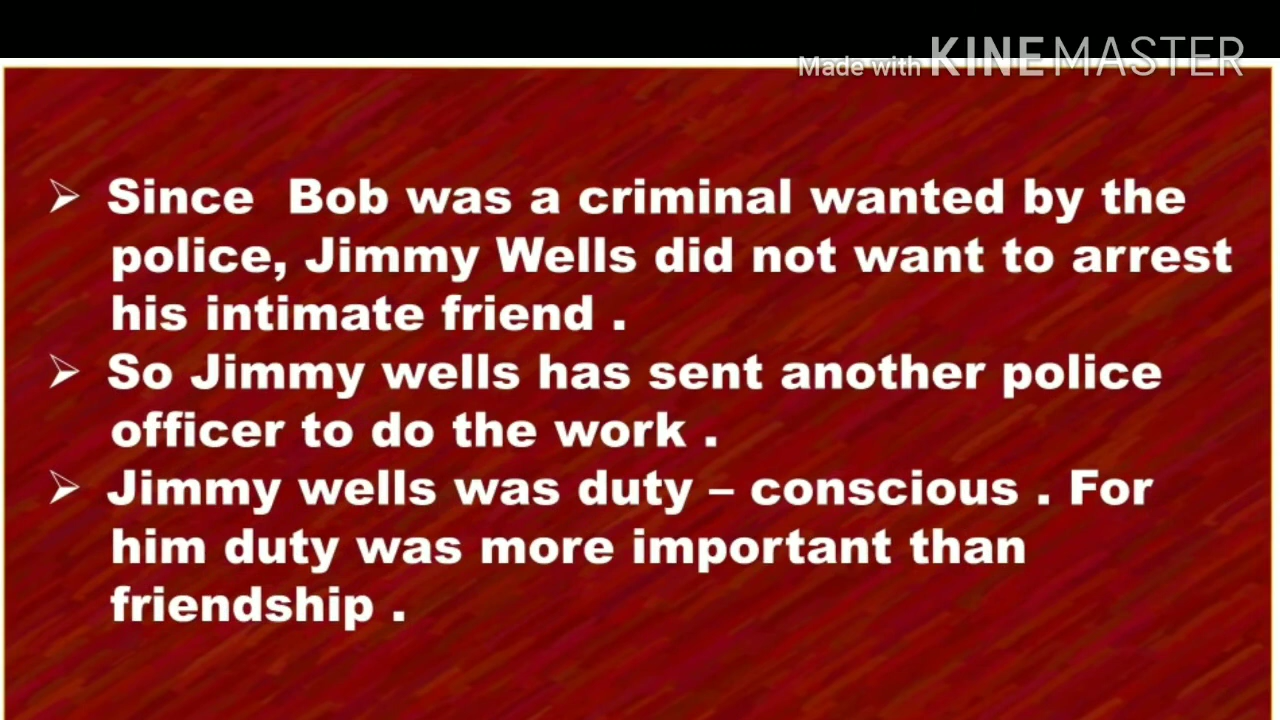 Made with KINEMASTER
➢ Since Bob was a criminal wanted by the
police, Jimmy Wells did not want to arrest
his intimate friend .
➢ So Jimmy wells has sent another police
officer to do the work .
➢ Jimmy wells was duty – conscious . For
him duty was more important than
friendship .